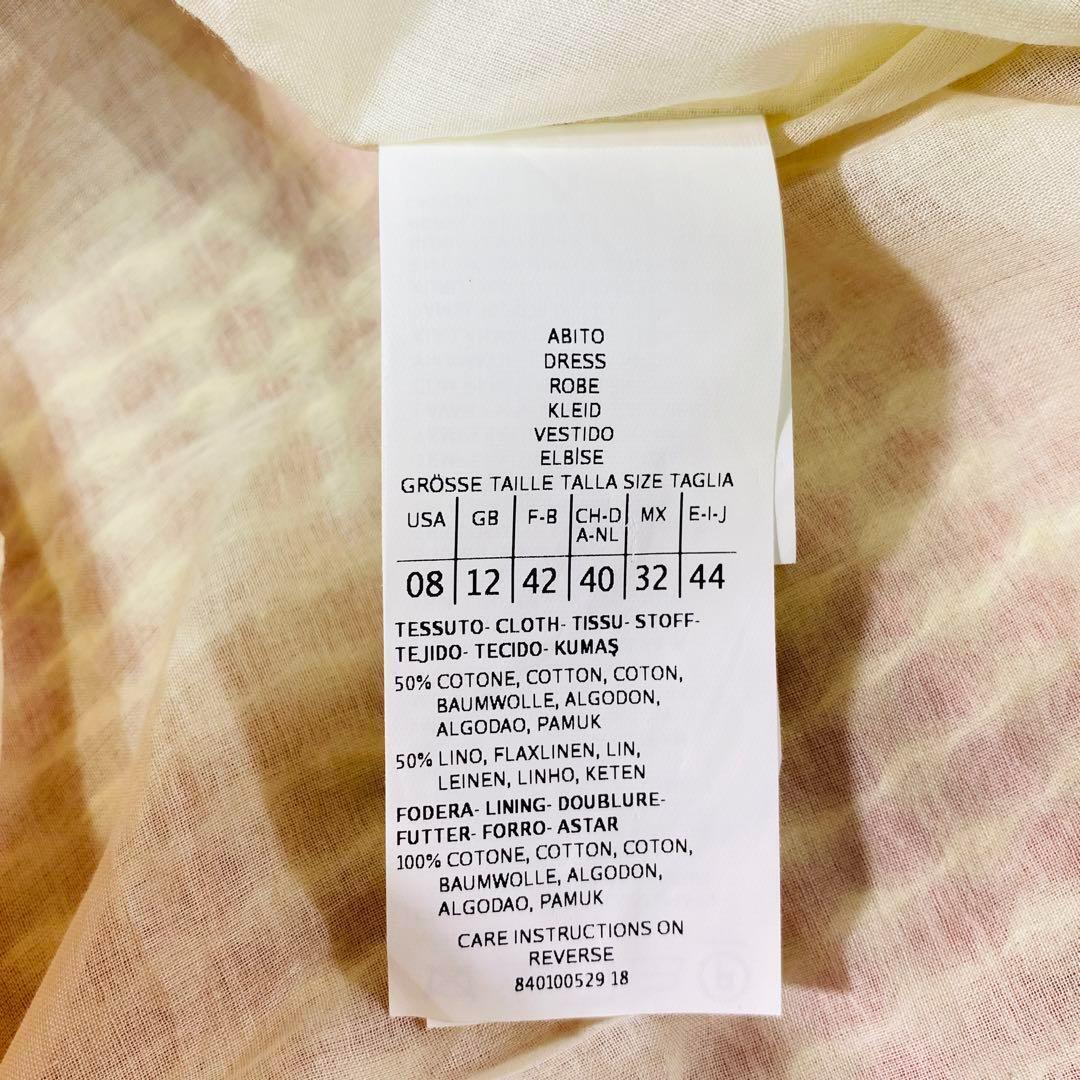 ABITO
DRESS
ROBE
KLEID
VESTIDO
ELBİSE
GRÖSSE TAILLE TALLA SIZE TAGLIA
USA GB F-B CH-D A-NL MX E-I-J
08 12 42 40 32 44
TESSUTO- CLOTH- TISSU- STOFF-
TEJIDO- TECIDO- KUMAŞ
50% COTONE, COTTON, COTON,
BAUMWOLLE, ALGODON,
ALGODAO, PAMUK
50% LINO, FLAXLINEN, LIN,
LEINEN, LINHO, KETEN
FODERA- LINING- DOUBLURE-
FUTTER- FORRO- ASTAR
100% COTONE, COTTON, COTON,
BAUMWOLLE, ALGODON,
ALGODAO, PAMUK
CARE INSTRUCTIONS ON
REVERSE
840100529 18